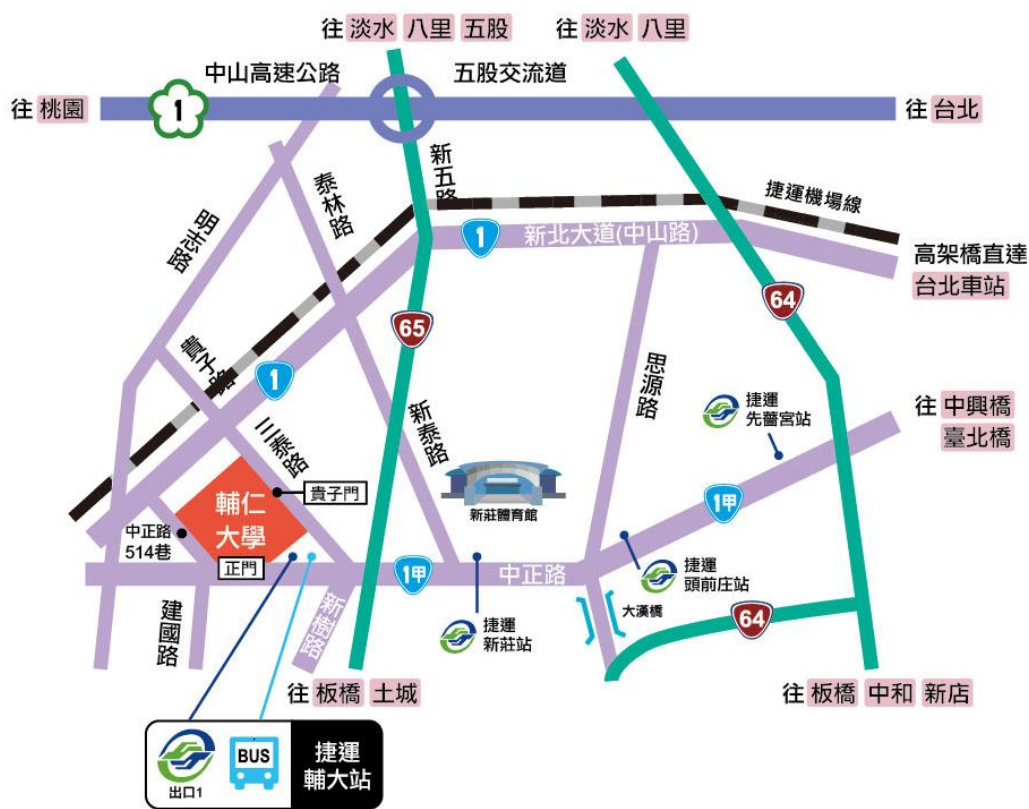 往 淡水 八里 五股
往 淡水 八里
中山高速公路
五股交流道
往 桃園
1
往 台北
新五路
泰林路
捷運機場線
明志路
1
新北大道(中山路)
高架橋直達
台北車站
65
64
貴子路
1
思源路
捷運
先嗇宮站
往 中興橋
臺北橋
三泰路
新泰路
新莊體育館
1甲
輔仁
大學
貴子門
中正路
514巷
正門
1甲
中正路
捷運
頭前庄站
建國路
新樹路
捷運
新莊站
大漢橋
64
往 板橋 土城
往 板橋 中和 新店
BUS
出口1
捷運
輔大站